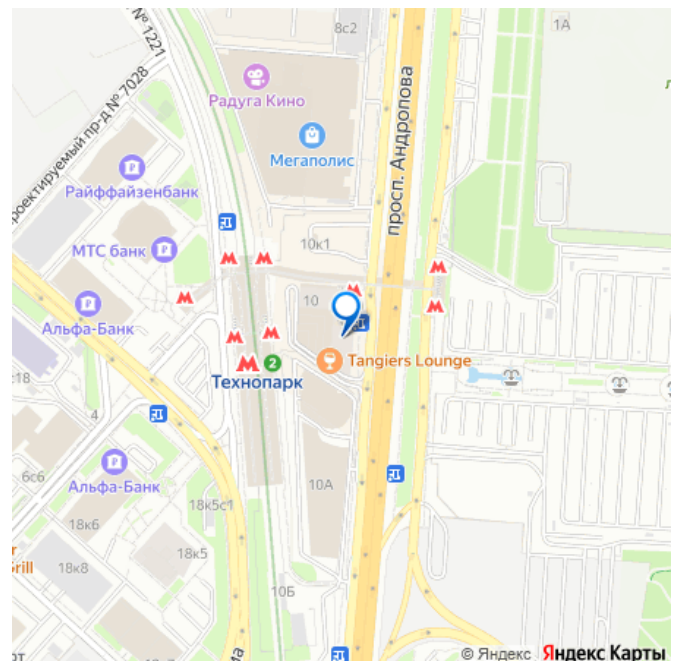 № 1221
8с2
1А
Радуга Кино
Проектируемый пр-д № 7028
просп. Андропова
Мегаполис
Райффайзенбанк
10к1
МТС банк
10
Альфа-Банк
2
Tangiers Lounge
Технопарк
с18
4
6с6
Альфа-Банк
10А
18к5с1
18к6
18к5
rill
18к8
10Б
© Яндекс Яндекс Карты